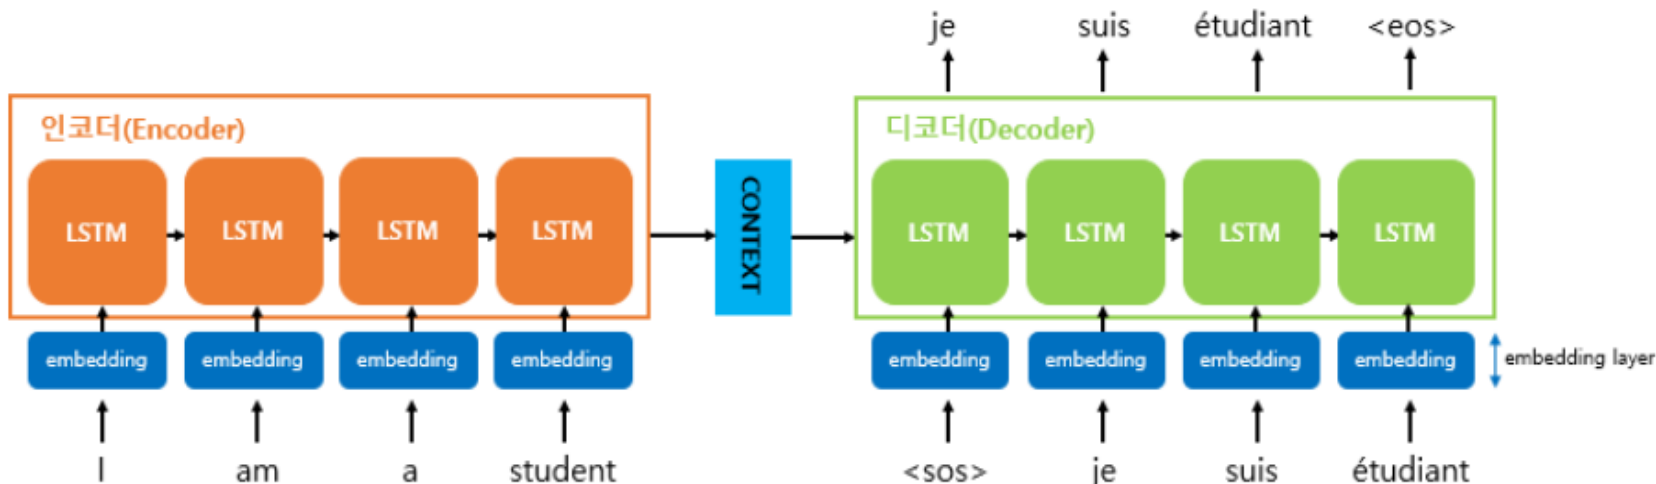 je suis étudiant <eos>
인코더(Encoder)
디코더(Decoder)
LSTM LSTM LSTM LSTM
CONTEXT
LSTM LSTM LSTM LSTM
embedding embedding embedding embedding
embedding embedding embedding embedding
embedding layer
I am a student
<sos> je suis étudiant